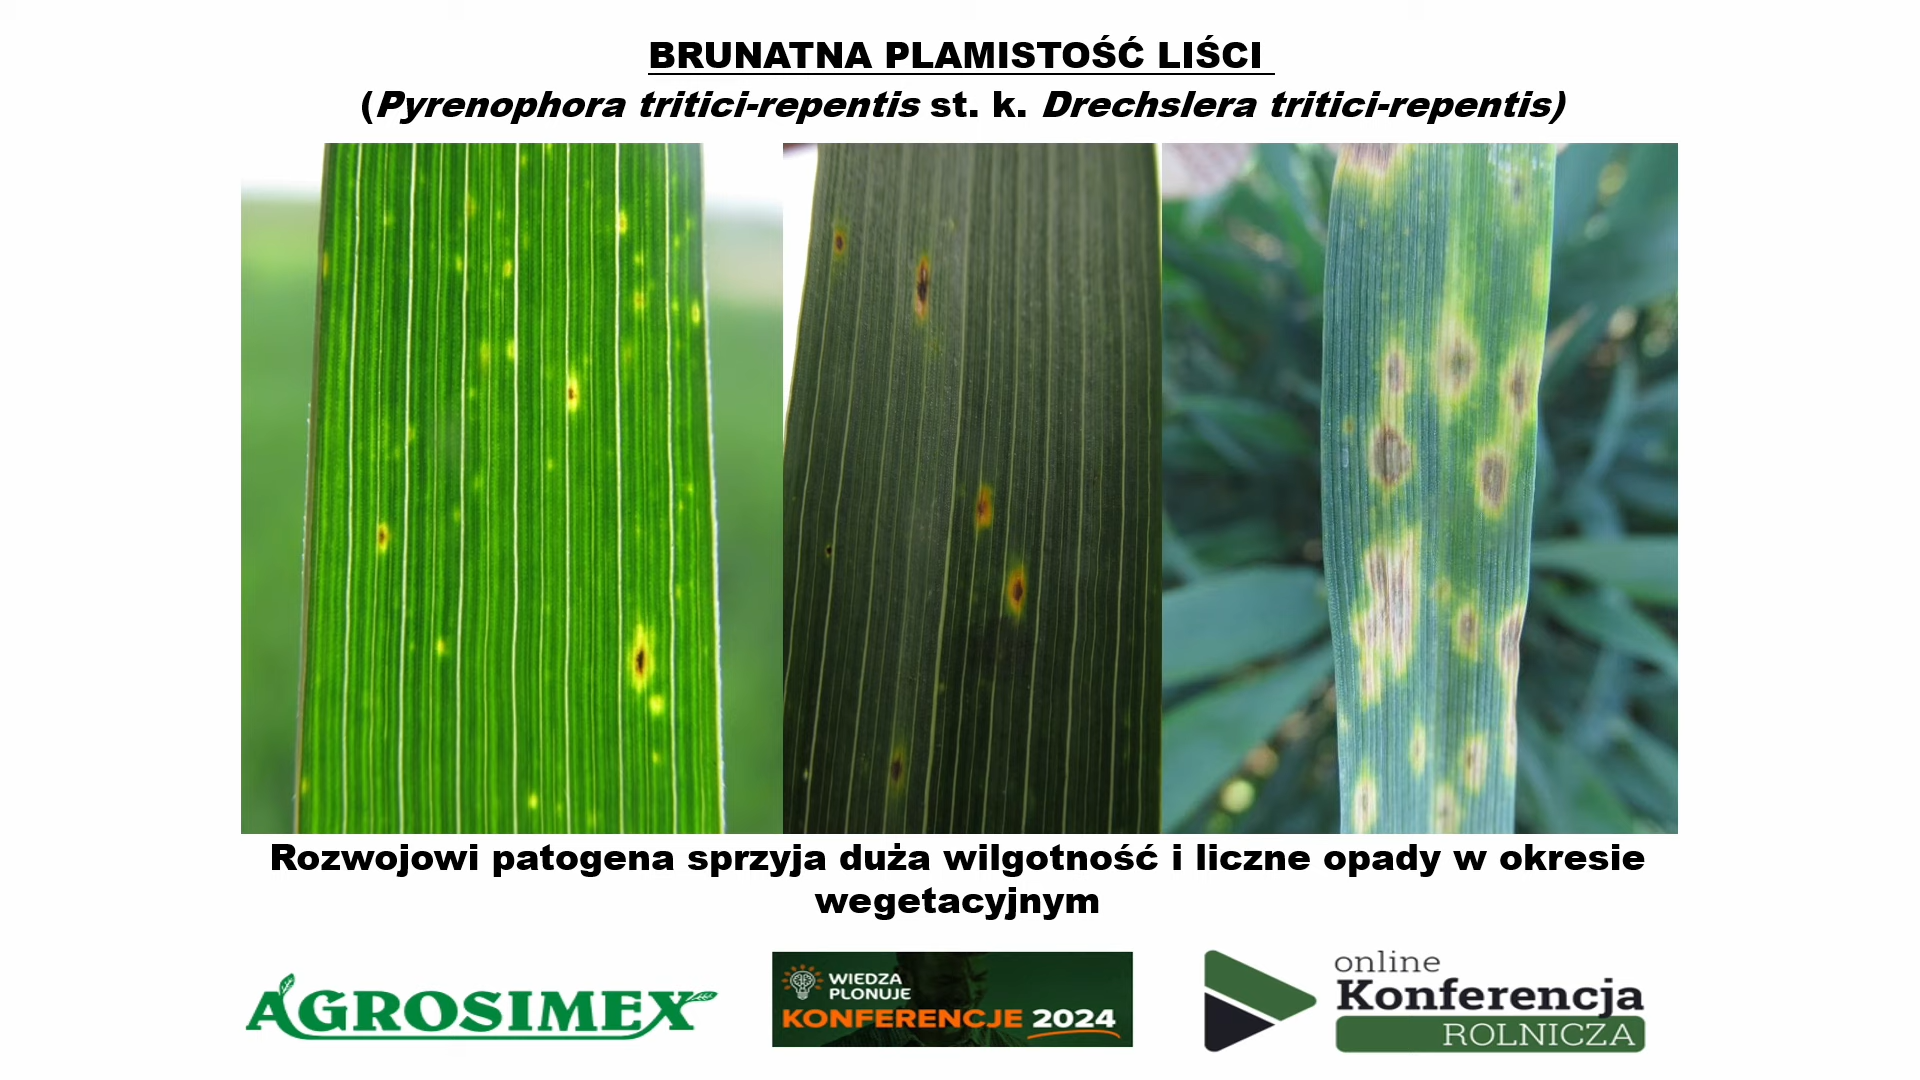 BRUNATNA PLAMISTOŚĆ LIŚCI
(Pyrenophora tritici-repentis st. k. Drechslera tritici-repentis)
Rozwojowi patogena sprzyja duża wilgotność i liczne opady w okresie
wegetacyjnym
AGROSIMEX
WIEDZA
PLONUJE
KONFERENCJE 2024
online
Konferencja
ROLNICZA